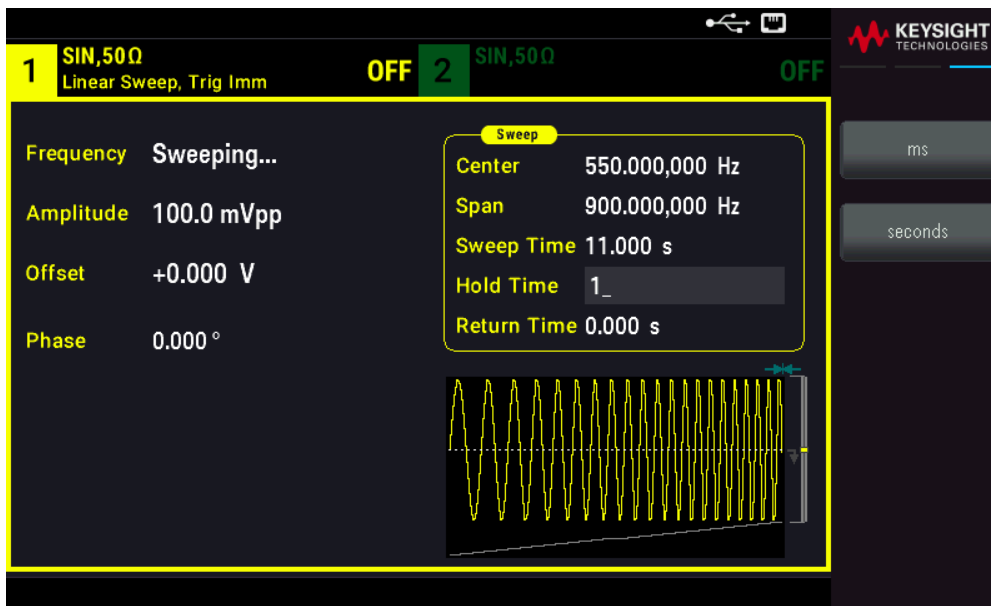 KEYSIGHT
TECHNOLOGIES
1
SIN,50Ω
Linear Sweep, Trig Imm
OFF
2
SIN,50Ω
OFF
Frequency Sweeping...
Amplitude 100.0 mVpp
Offset +0.000 V
Phase 0.000 °
Sweep
Center 550.000,000 Hz
Span 900.000,000 Hz
Sweep Time 11.000 s
Hold Time 1_
Return Time 0.000 s
ms
seconds